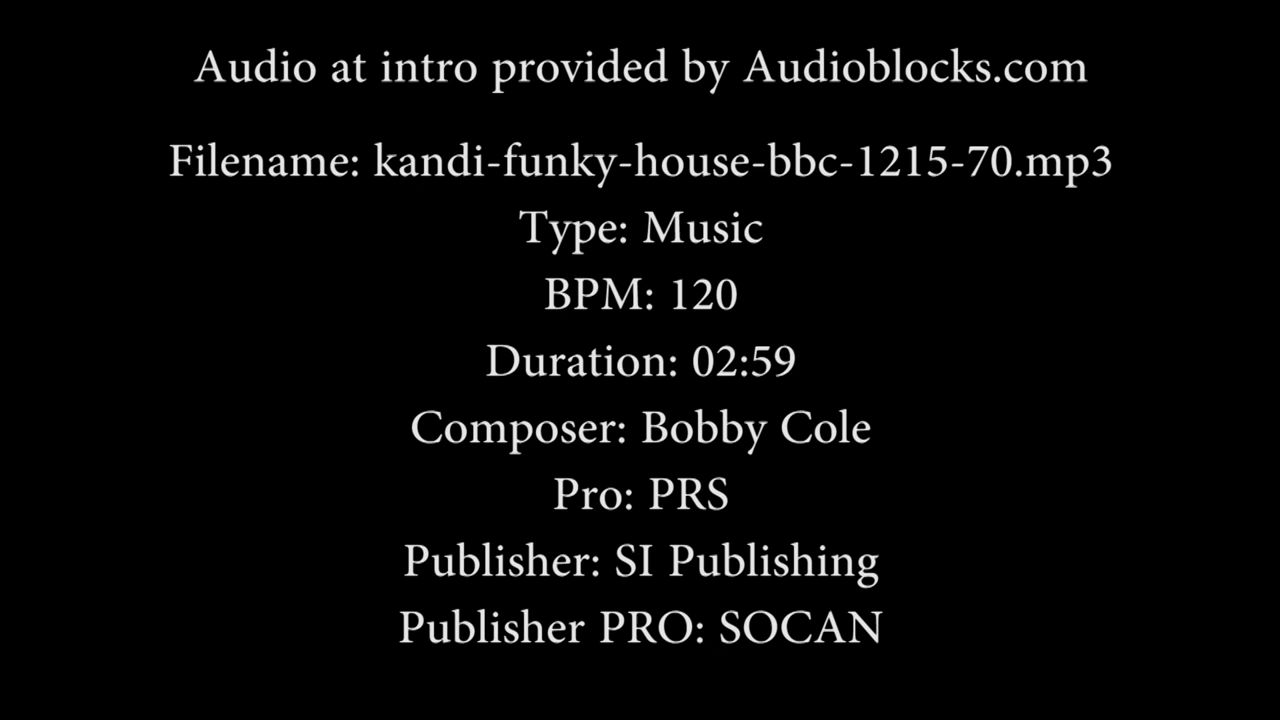 Audio at intro provided by Audioblocks.com
Filename: kandi-funky-house-bbc-1215-70.mp3
Type: Music
BPM: 120
Duration: 02:59
Composer: Bobby Cole
Pro: PRS
Publisher: SI Publishing
Publisher PRO: SOCAN